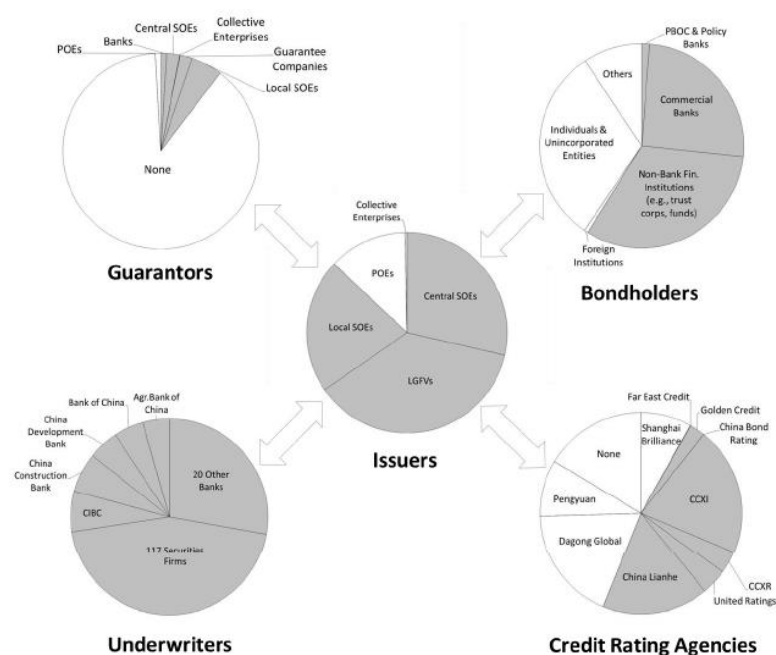 Central SOEs
Collective
Enterprises
Banks
POEs
Guarantee
Companies
Local SOEs
None
Guarantors
PBOC & Policy
Banks
Others
Commercial
Banks
Individuals &
Unincorporated
Entities
Non-Bank Fin.
Institutions
(e.g., trust
corps, funds)
Foreign
Institutions
Bondholders
Collective
Enterprises
POEs
Central SOEs
Local SOEs
LGFVs
Issuers
Bank of China
Agr.Bank of
China
China
Development
Bank
China
Construction
Bank
CIBC
20 Other
Banks
117 Securities
Firms
Underwriters
Far East Credit
Golden Credit
China Bond
Rating
Shanghai
Brilliance
None
CCXI
Pengyuan
Dagong Global
China Lianhe
CCXR
United Ratings
Credit Rating Agencies